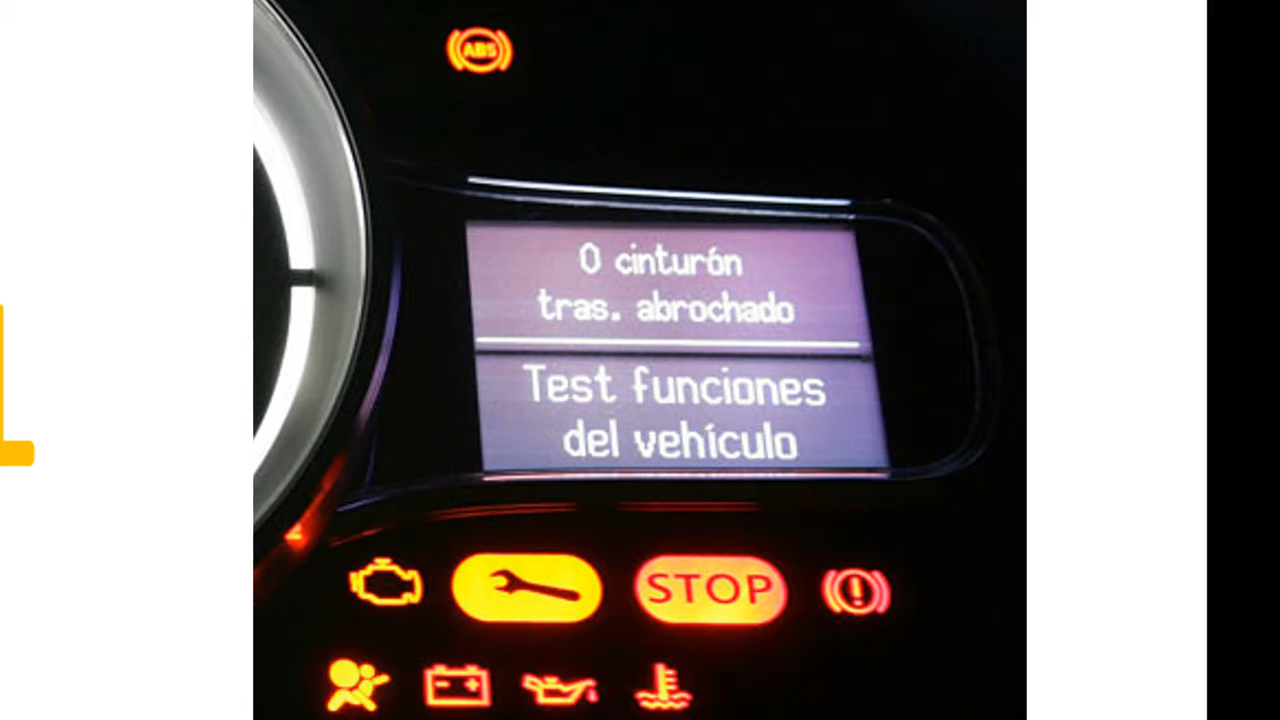 ABS
0 cinturón
tras. abrochado
Test funciones
del vehículo
STOP